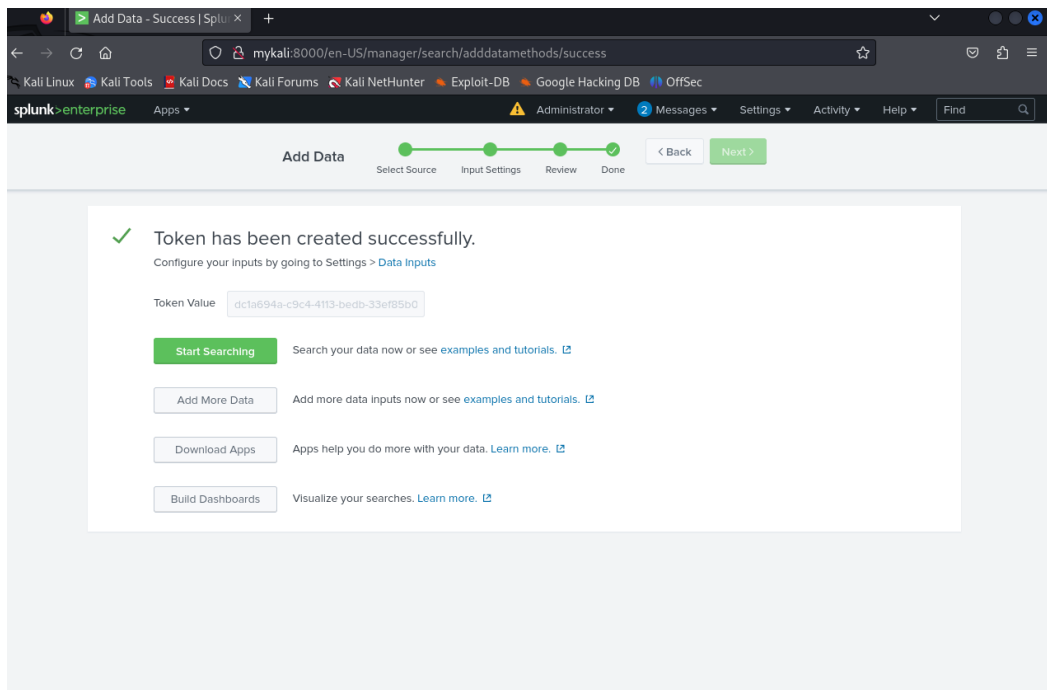 Add Data - Success | Splu
mykali:8000/en-US/manager/search/adddatamethods/success
Kali Linux Kali Tools Kali Docs Kali Forums Kali NetHunter Exploit-DB Google Hacking DB OffSec
splunk>enterprise Apps Administrator 2 Messages Settings Activity Help Find
Add Data
Select Source Input Settings Review Done
< Back Next >
Token has been created successfully.
Configure your inputs by going to Settings > Data Inputs
Token Value dc1a694a-c9c4-4113-bedb-33ef85b0
Start Searching Search your data now or see examples and tutorials.
Add More Data Add more data inputs now or see examples and tutorials.
Download Apps Apps help you do more with your data. Learn more.
Build Dashboards Visualize your searches. Learn more.